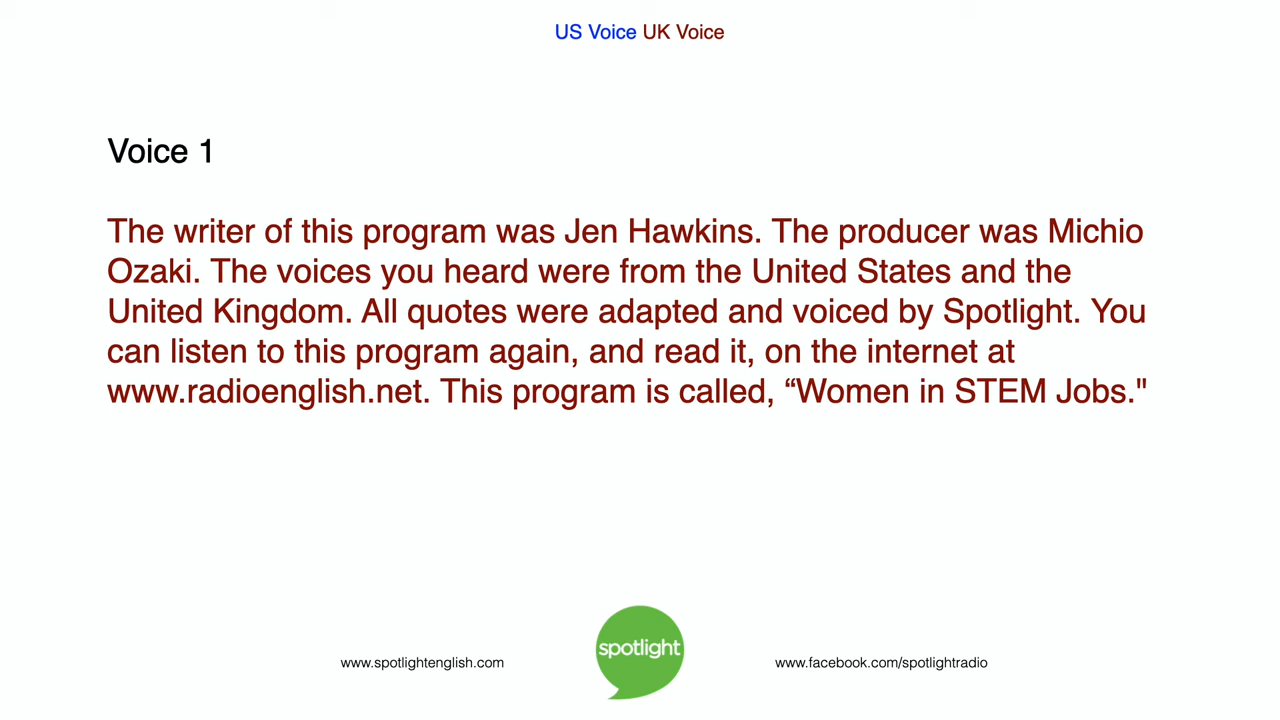 US Voice UK Voice
Voice 1
The writer of this program was Jen Hawkins. The producer was Michio
Ozaki. The voices you heard were from the United States and the
United Kingdom. All quotes were adapted and voiced by Spotlight. You
can listen to this program again, and read it, on the internet at
www.radioenglish.net. This program is called, “Women in STEM Jobs."
www.spotlightenglish.com
spotlight
www.facebook.com/spotlightradio